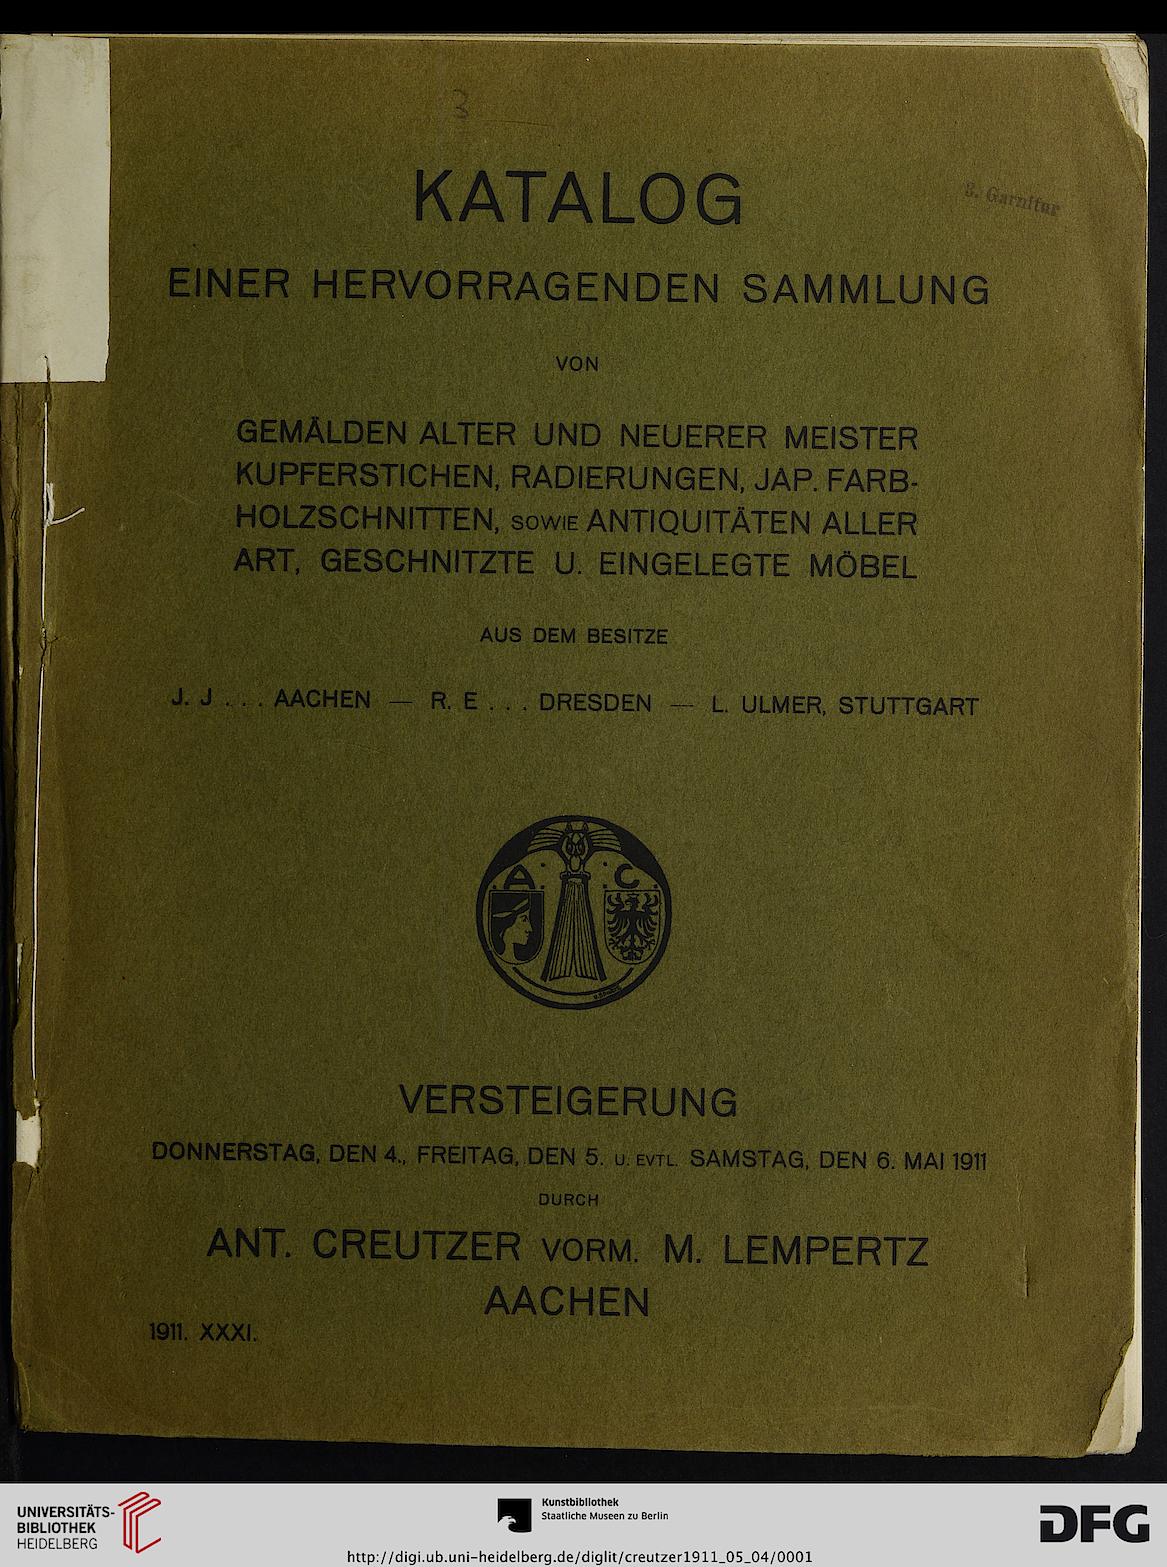 3
KATALOG
8. Garnitur
EINER HERVORRAGENDEN SAMMLUNG
VON
GEMÄLDEN ALTER UND NEUERER MEISTER
KUPFERSTICHEN, RADIERUNGEN, JAP. FARB-
HOLZSCHNITTEN, SOWIE ANTIQUITÄTEN ALLER
ART, GESCHNITZTE U. EINGELEGTE MÖBEL
AUS DEM BESITZE
J. J . . . AACHEN — R. E . . . DRESDEN — L. ULMER, STUTTGART
A C
VERSTEIGERUNG
DONNERSTAG, DEN 4., FREITAG, DEN 5. U. EVTL. SAMSTAG, DEN 6. MAI 1911
DURCH
ANT. CREUTZER VORM. M. LEMPERTZ
AACHEN
1911. XXXI.
UNIVERSITÄTS-
BIBLIOTHEK
HEIDELBERG
Kunstbibliothek
Staatliche Museen zu Berlin
DFG
http://digi.ub.uni-heidelberg.de/diglit/creutzer1911_05_04/0001